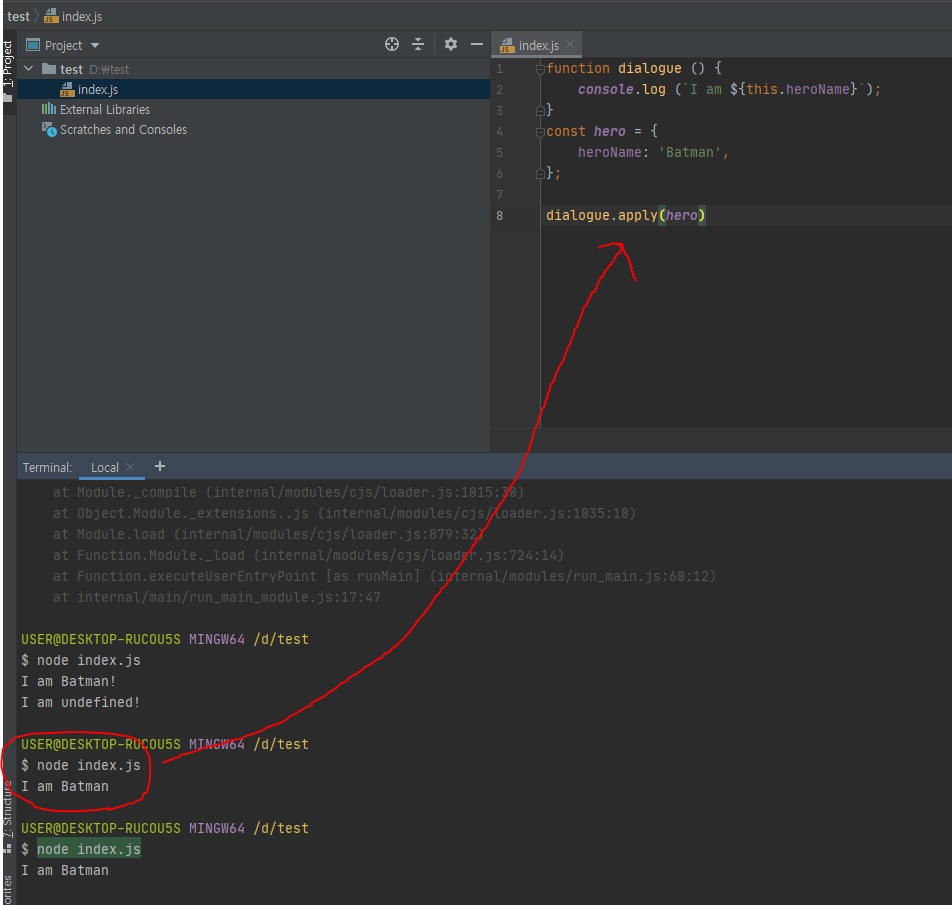 test index.js
Project
1: Project
test D:\test
index.js
External Libraries
Scratches and Consoles
index.js
1 function dialogue () {
2 console.log (`I am ${this.heroName}`);
3 }
4 const hero = {
5 heroName: 'Batman',
6 };
7
8 dialogue.apply(hero)
Terminal: Local +
at Module._compile (internal/modules/cjs/loader.js:1015:30)
at Object.Module._extensions..js (internal/modules/cjs/loader.js:1035:10)
at Module.load (internal/modules/cjs/loader.js:879:32)
at Function.Module._load (internal/modules/cjs/loader.js:724:14)
at Function.executeUserEntryPoint [as runMain] (internal/modules/run_main.js:60:12)
at internal/main/run_main_module.js:17:47
USER@DESKTOP-RUCOU5S MINGW64 /d/test
$ node index.js
I am Batman!
I am undefined!
USER@DESKTOP-RUCOU5S MINGW64 /d/test
$ node index.js
I am Batman
USER@DESKTOP-RUCOU5S MINGW64 /d/test
$ node index.js
I am Batman
7: Structure